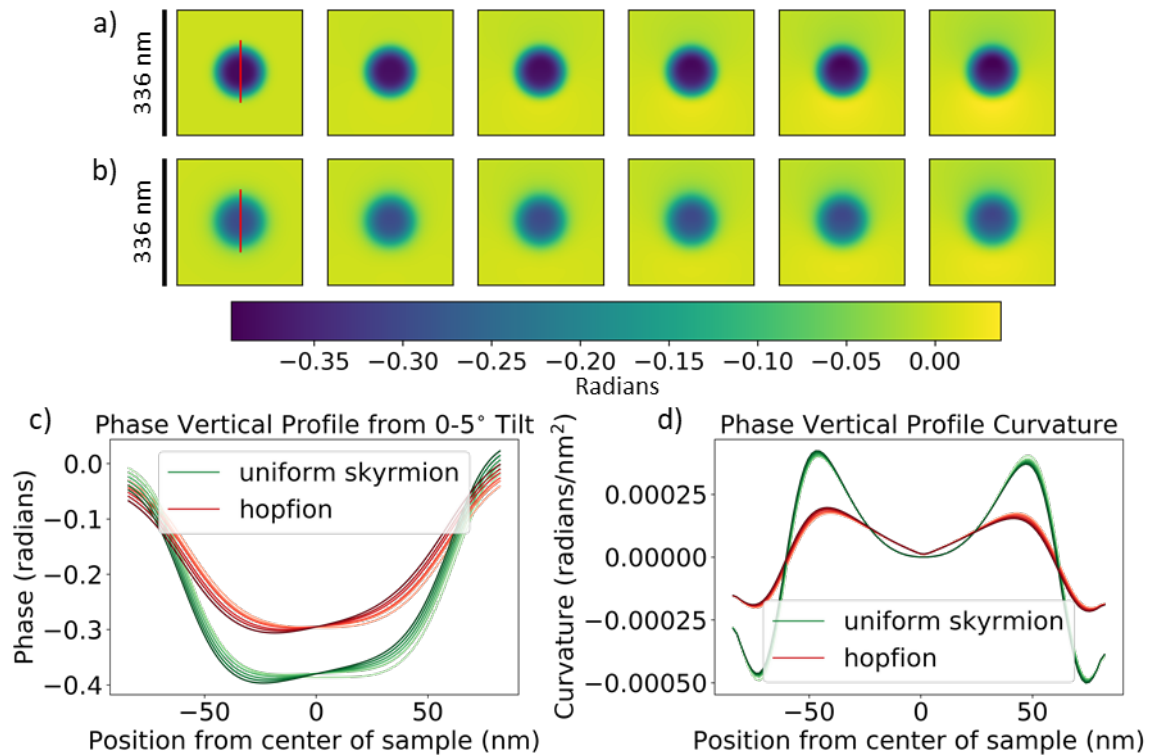 a)
336 nm
b)
336 nm
−0.35 −0.30 −0.25 −0.20 −0.15 −0.10 −0.05 0.00
Radians
c)
Phase Vertical Profile from 0-5° Tilt
Phase (radians)
0.0
−0.1
−0.2
−0.3
−0.4
uniform skyrmion
hopfion
−50 0 50
Position from center of sample (nm)
d)
Phase Vertical Profile Curvature
Curvature (radians/nm²)
0.00025
0.00000
−0.00025
−0.00050
uniform skyrmion
hopfion
−50 0 50
Position from center of sample (nm)